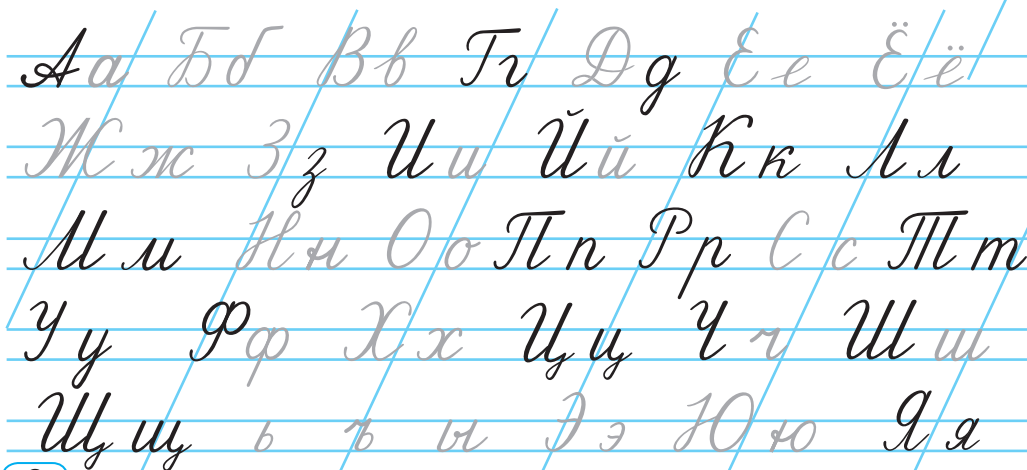 Аа Бб Вв Гг Дд Ее Ёё
Жж Зз Ии Йй Кк Лл
Мм Нн Оо Пп Рр Сс Тт
Уу Фф Хх Цц Чч Шш
Щщ ь ъ ы Ээ Юю Яя